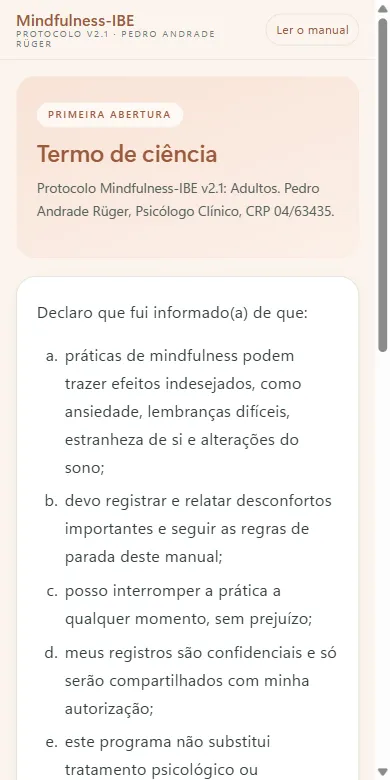 Mindfulness-IBE
PROTOCOLO V2.1 · PEDRO ANDRADE
RÜGER
Ler o manual
PRIMEIRA ABERTURA
Termo de ciência
Protocolo Mindfulness-IBE v2.1: Adultos. Pedro
Andrade Rüger, Psicólogo Clínico, CRP 04/63435.
Declaro que fui informado(a) de que:
a. práticas de mindfulness podem
trazer efeitos indesejados, como
ansiedade, lembranças difíceis,
estranheza de si e alterações do
sono;
b. devo registrar e relatar desconfortos
importantes e seguir as regras de
parada deste manual;
c. posso interromper a prática a
qualquer momento, sem prejuízo;
d. meus registros são confidenciais e só
serão compartilhados com minha
autorização;
e. este programa não substitui
tratamento psicológico ou